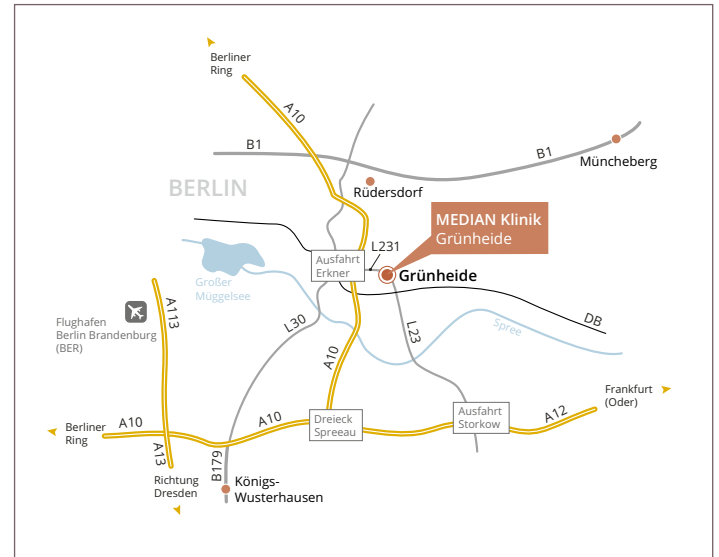 Berliner
Ring
A10
B1
B1
Müncheberg
BERLIN
Rüdersdorf
MEDIAN Klinik
Grünheide
L231
Ausfahrt
Erkner
Grünheide
Großer
Müggelsee
A113
Flughafen
Berlin Brandenburg
(BER)
L30
A10
L23
Spree
DB
Frankfurt
(Oder)
Berliner
Ring
A10
A10
Dreieck
Spreeau
Ausfahrt
Storkow
A12
A13
B179
Richtung
Dresden
Königs-
Wusterhausen